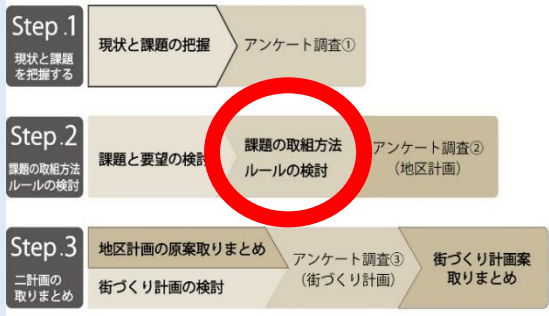 Step.1
現状と課題
を把握する
現状と課題の把握
アンケート調査①
Step.2
課題の取組方法
ルールの検討
課題と要望の検討
課題の取組方法
ルールの検討
アンケート調査②
（地区計画）
Step.3
二計画の
取りまとめ
地区計画の原案取りまとめ
街づくり計画の検討
アンケート調査③
（街づくり計画）
街づくり計画案
取りまとめ